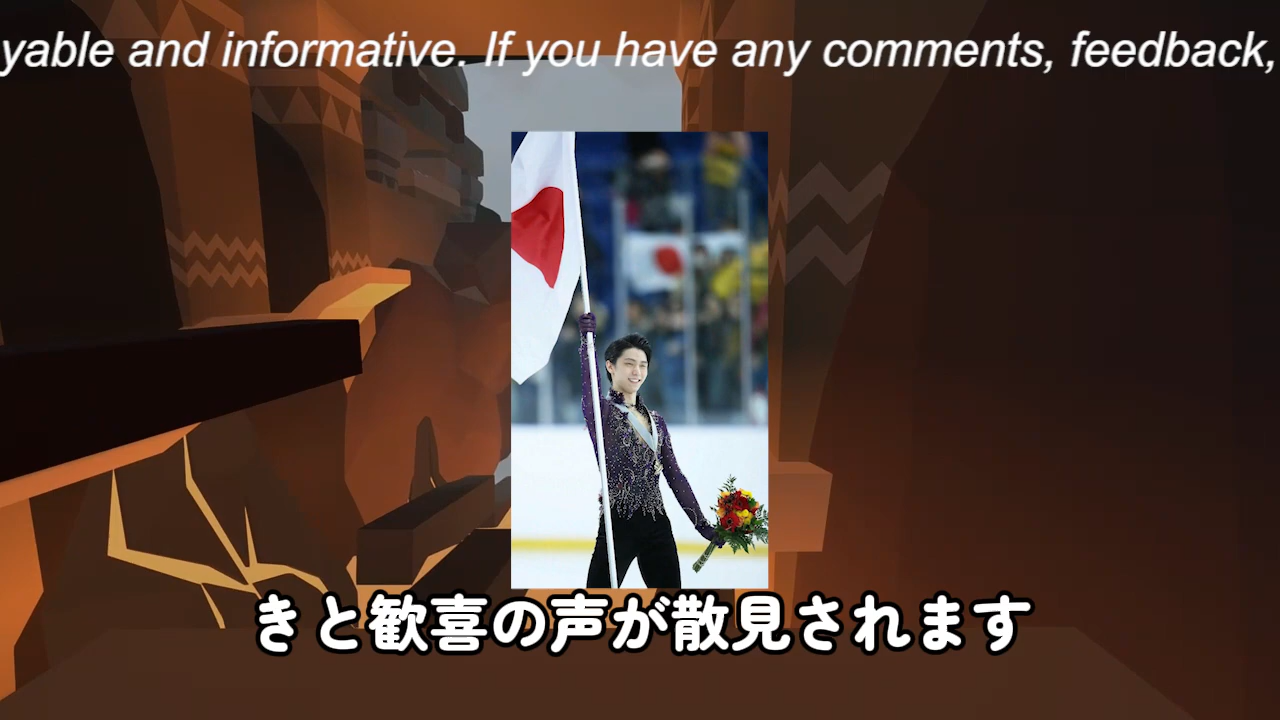 yable and informative. If you have any comments, feedback,
きと歓喜の声が散見されます